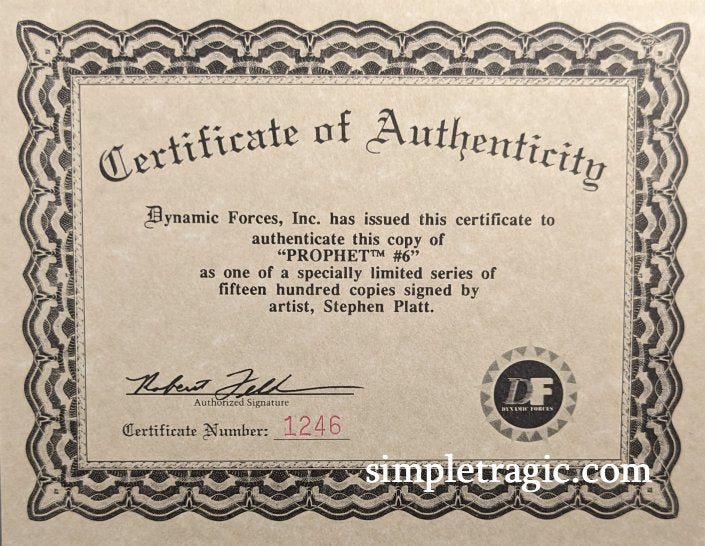 Certificate of Authenticity
Dynamic Forces, Inc. has issued this certificate to
authenticate this copy of
“PROPHET™ #6”
as one of a specially limited series of
fifteen hundred copies signed by
artist, Stephen Platt.
Robert Feld
Authorized Signature
DF
DYNAMIC FORCES
Certificate Number: 1246
simpletragic.com